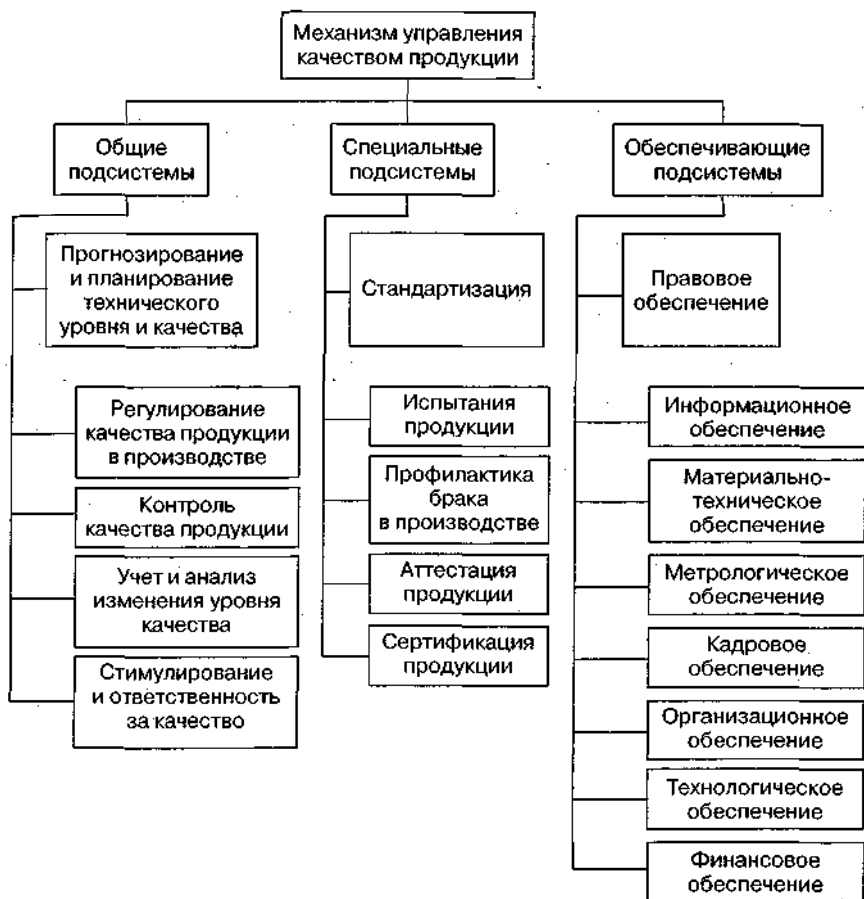 Механизм управления
качеством продукции
Общие
подсистемы
Специальные
подсистемы
Обеспечивающие
подсистемы
Прогнозирование
и планирование
технического
уровня и качества
Регулирование
качества продукции
в производстве
Контроль
качества продукции
Учет и анализ
изменения уровня
качества
Стимулирование
и ответственность
за качество
Стандартизация
Испытания
продукции
Профилактика
брака
в производстве
Аттестация
продукции
Сертификация
продукции
Правовое
обеспечение
Информационное
обеспечение
Материально-
техническое
обеспечение
Метрологическое
обеспечение
Кадровое
обеспечение
Организационное
обеспечение
Технологическое
обеспечение
Финансовое
обеспечение